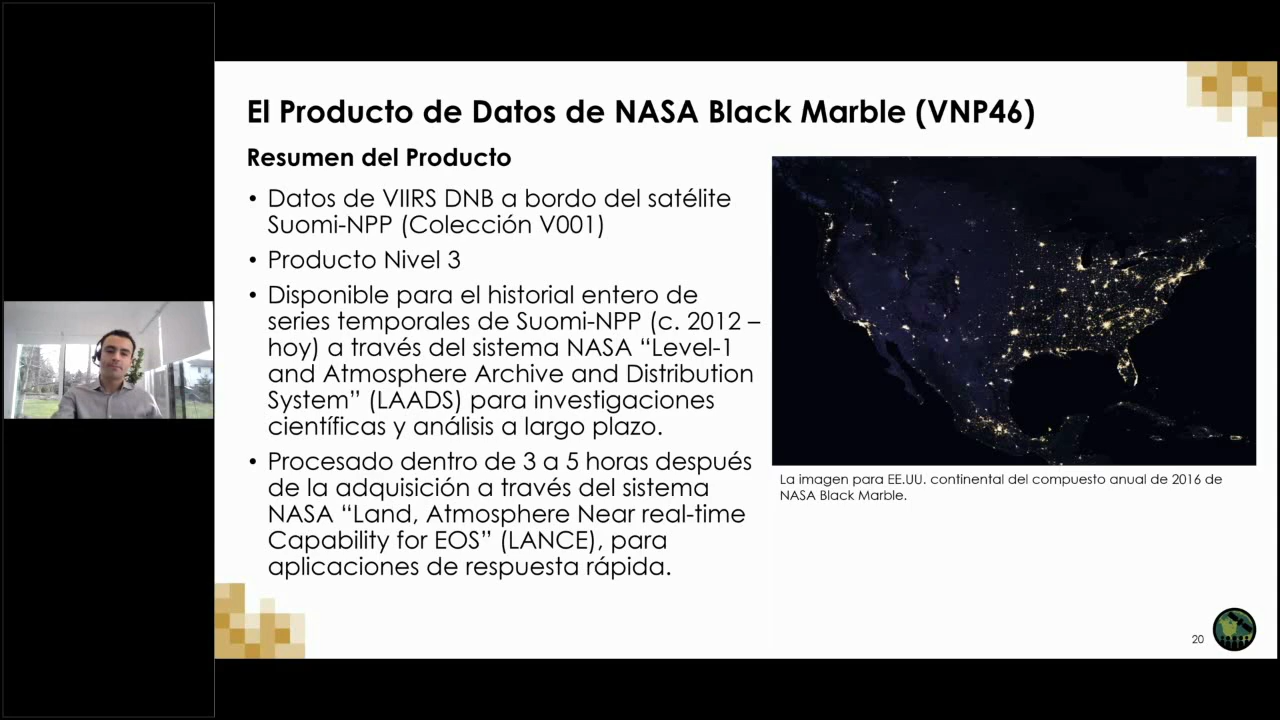 El Producto de Datos de NASA Black Marble (VNP46)
Resumen del Producto
• Datos de VIIRS DNB a bordo del satélite
Suomi-NPP (Colección V001)
• Producto Nivel 3
• Disponible para el historial entero de
series temporales de Suomi-NPP (c. 2012 –
hoy) a través del sistema NASA “Level-1
and Atmosphere Archive and Distribution
System” (LAADS) para investigaciones
científicas y análisis a largo plazo.
• Procesado dentro de 3 a 5 horas después
de la adquisición a través del sistema
NASA “Land, Atmosphere Near real-time
Capability for EOS” (LANCE), para
aplicaciones de respuesta rápida.
La imagen para EE.UU. continental del compuesto anual de 2016 de
NASA Black Marble.
20